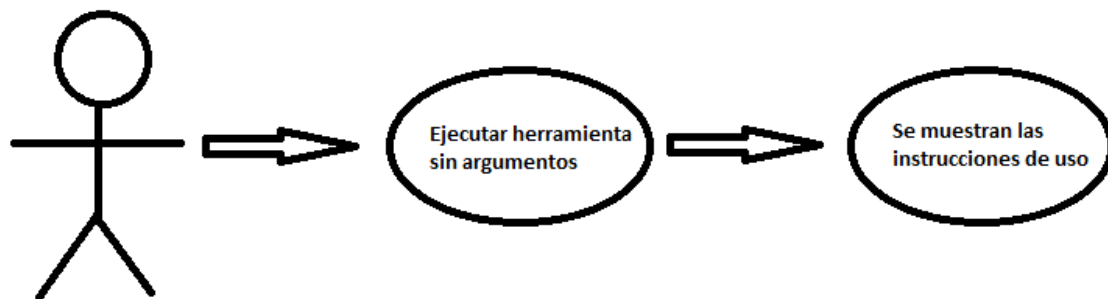 Ejecutar herramienta
sin argumentos
Se muestran las
instrucciones de uso